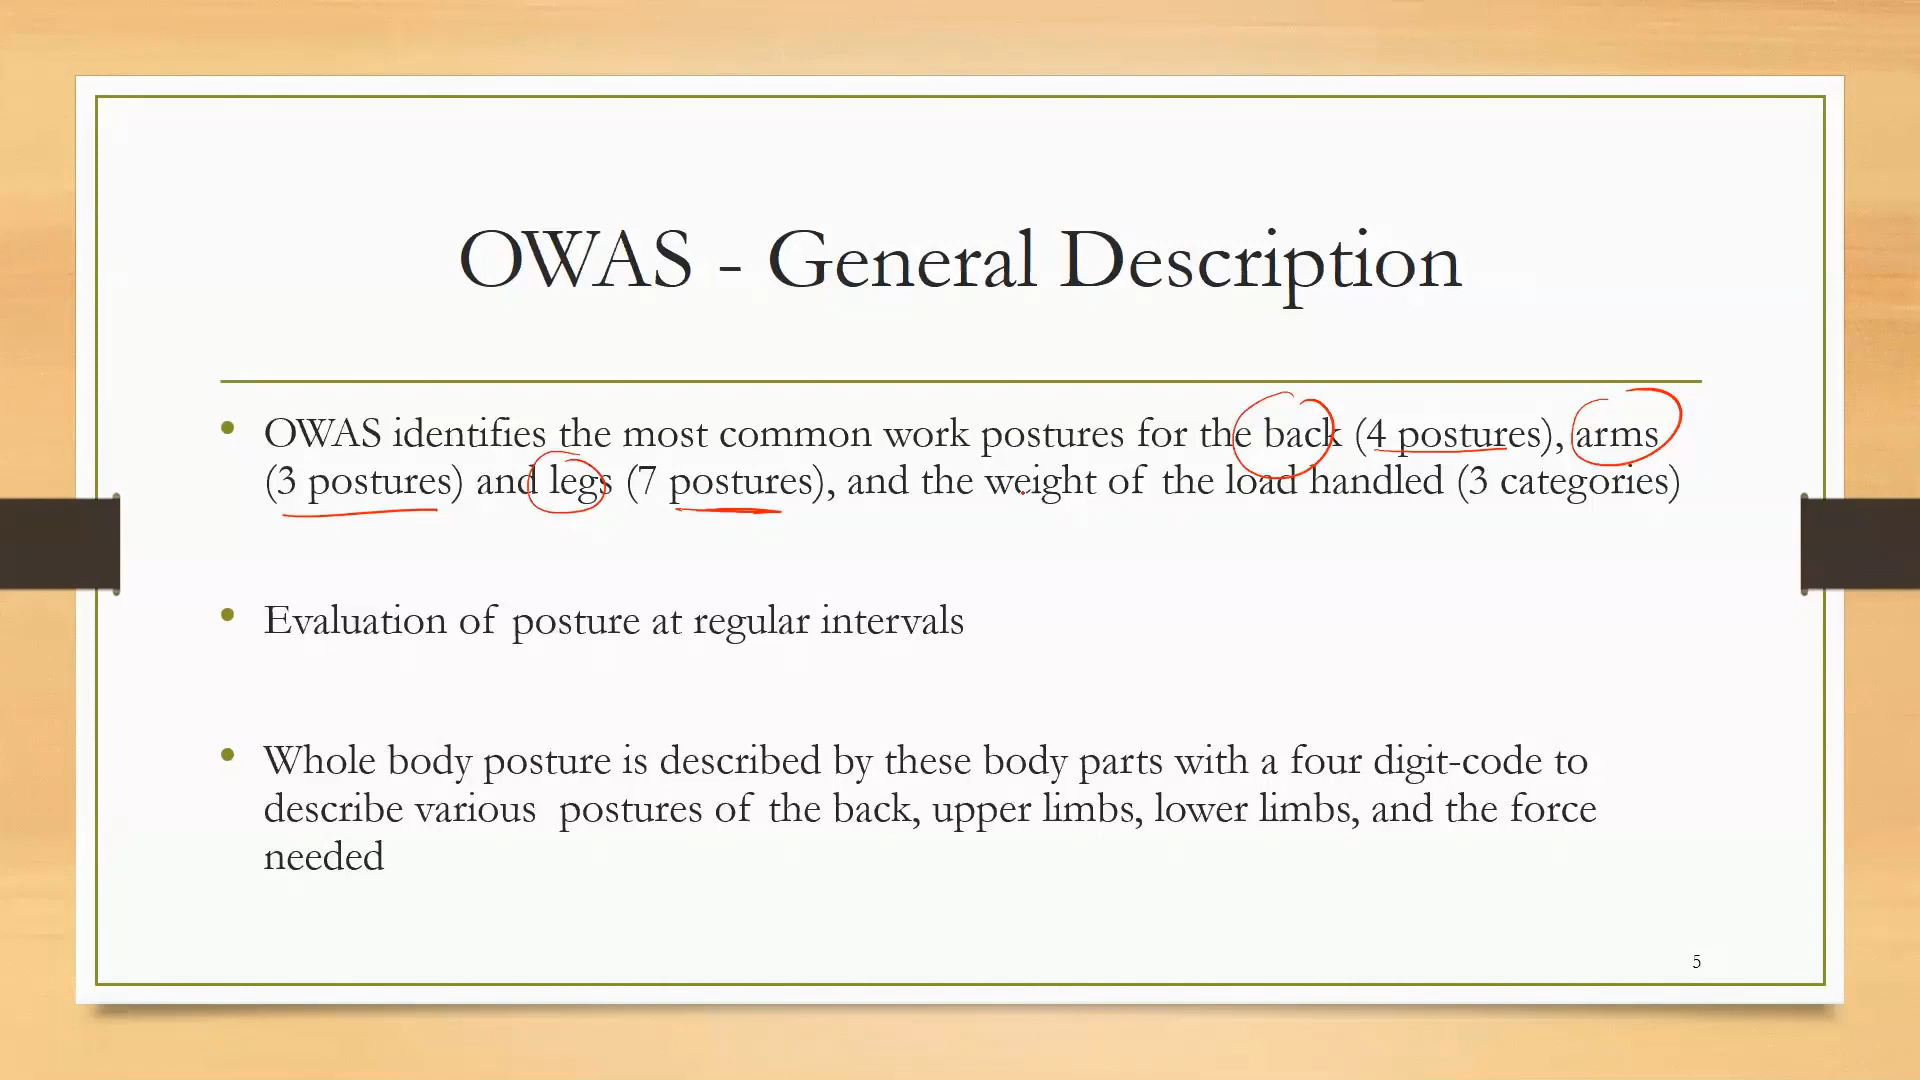 OWAS - General Description
• OWAS identifies the most common work postures for the back (4 postures), arms
(3 postures) and legs (7 postures), and the weight of the load handled (3 categories)
• Evaluation of posture at regular intervals
• Whole body posture is described by these body parts with a four digit-code to
describe various postures of the back, upper limbs, lower limbs, and the force
needed
5